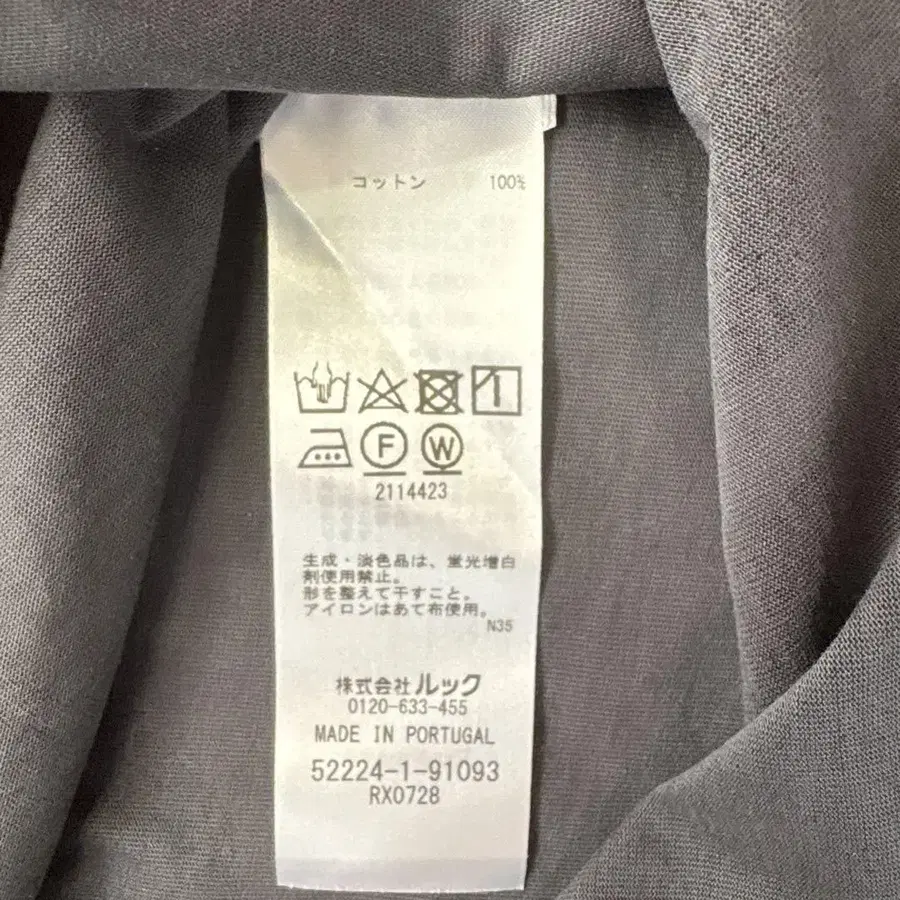 コットン 100%
F W
2114423
生成・淡色品は、蛍光増白
剤使用禁止。
形を整えて干すこと。
アイロンはあて布使用。
N35
株式会社ルック
0120-633-455
MADE IN PORTUGAL
52224-1-91093
RX0728